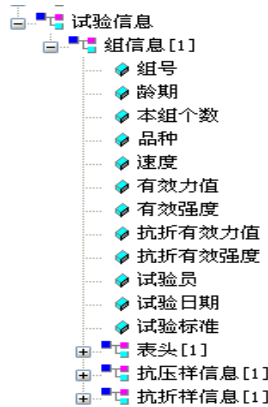 试验信息
组信息[1]
组号
龄期
本组个数
品种
速度
有效力值
有效强度
抗折有效力值
抗折有效强度
试验员
试验日期
试验标准
表头[1]
抗压样信息[1]
抗折样信息[1]